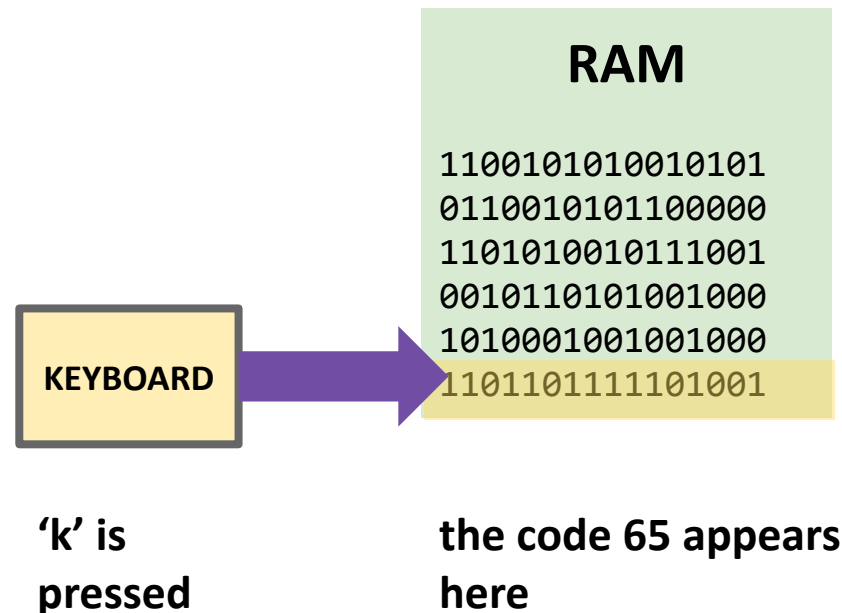 RAM
1100101010010101
0110010101100000
1101010010111001
0010110101001000
1010001001001000
1101101111101001
KEYBOARD
‘k’ is
pressed
the code 65 appears
here